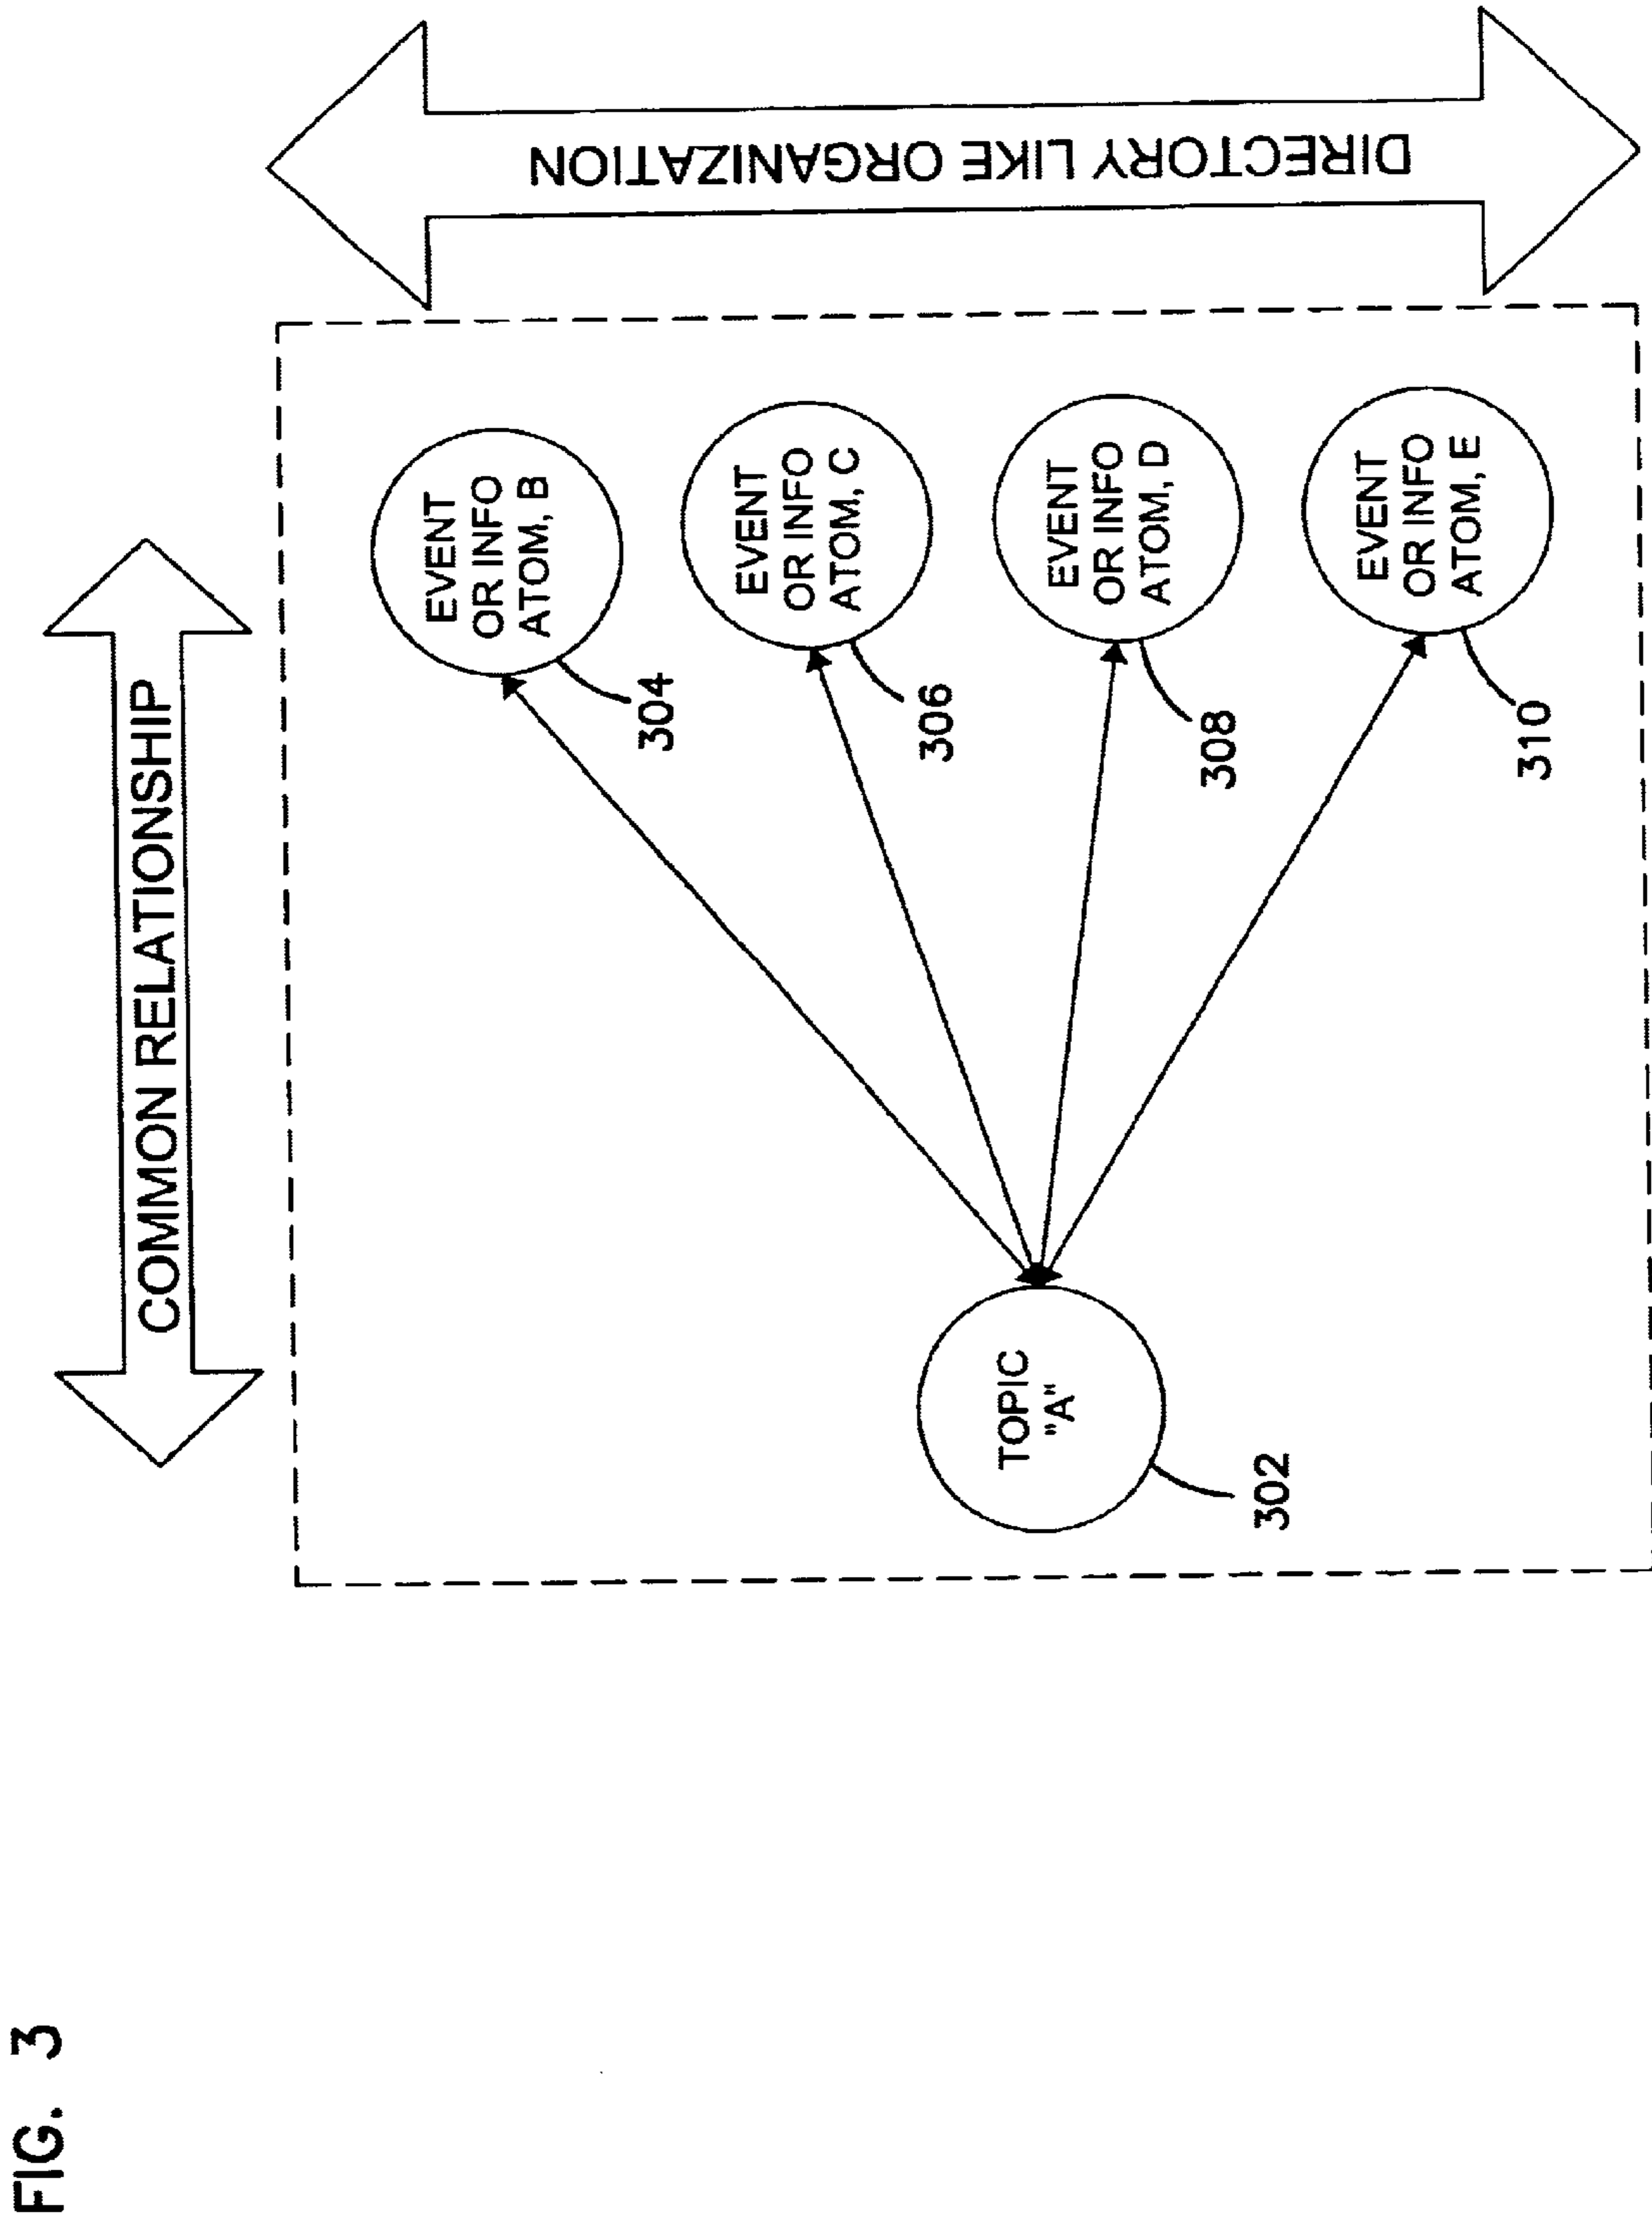 FIG. 3
COMMON RELATIONSHIP
TOPIC
"A"
302
EVENT
OR INFO
ATOM, B
304
EVENT
OR INFO
ATOM, C
306
EVENT
OR INFO
ATOM, D
308
EVENT
OR INFO
ATOM, E
310
DIRECTORY LIKE ORGANIZATION